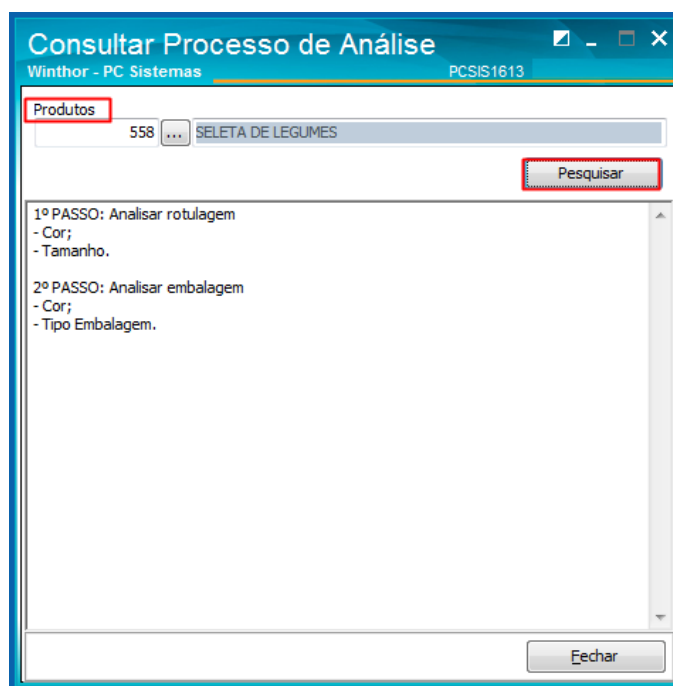 Consultar Processo de Análise
Winthor - PC Sistemas PCSIS1613
Produtos
558 ... SELETA DE LEGUMES
Pesquisar
1º PASSO: Analisar rotulagem
- Cor;
- Tamanho.
2º PASSO: Analisar embalagem
- Cor;
- Tipo Embalagem.
Fechar